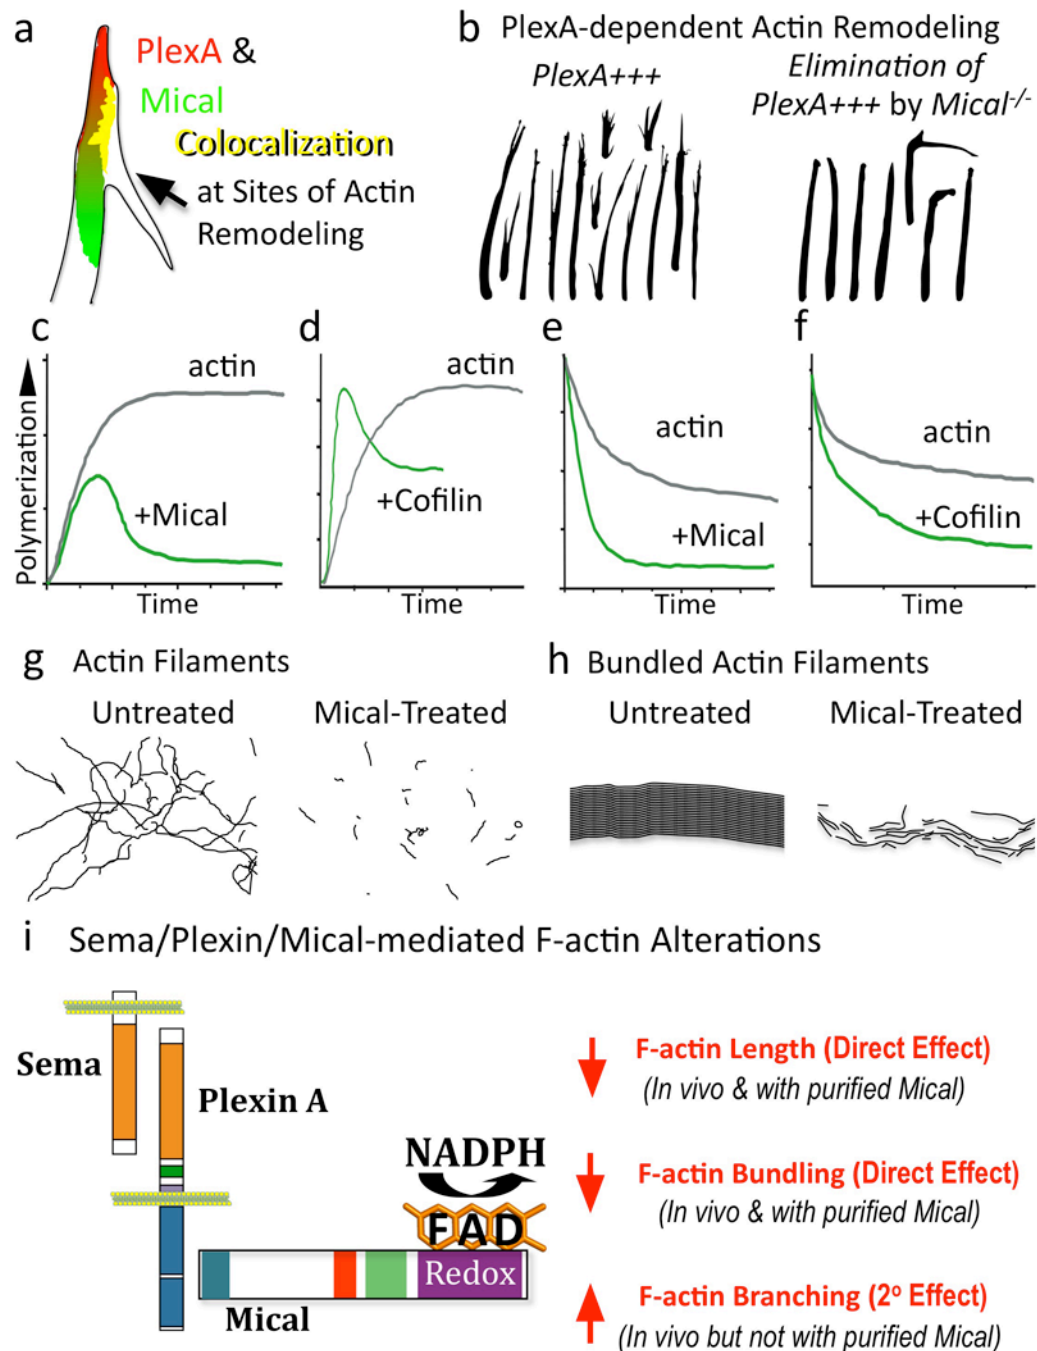 a
PlexA &
Mical
Colocalization
at Sites of Actin
Remodeling
b PlexA-dependent Actin Remodeling
PlexA+++
Elimination of
PlexA+++ by Mical-/-
c
actin
+Mical
Polymerization
Time
d
actin
+Cofilin
e
actin
+Mical
Time
f
actin
+Cofilin
Time
g Actin Filaments
Untreated Mical-Treated
h Bundled Actin Filaments
Untreated Mical-Treated
i Sema/Plexin/Mical-mediated F-actin Alterations
Sema
Plexin A
NADPH
FAD
Redox
Mical
F-actin Length (Direct Effect)
(In vivo & with purified Mical)
F-actin Bundling (Direct Effect)
(In vivo & with purified Mical)
F-actin Branching (2° Effect)
(In vivo but not with purified Mical)